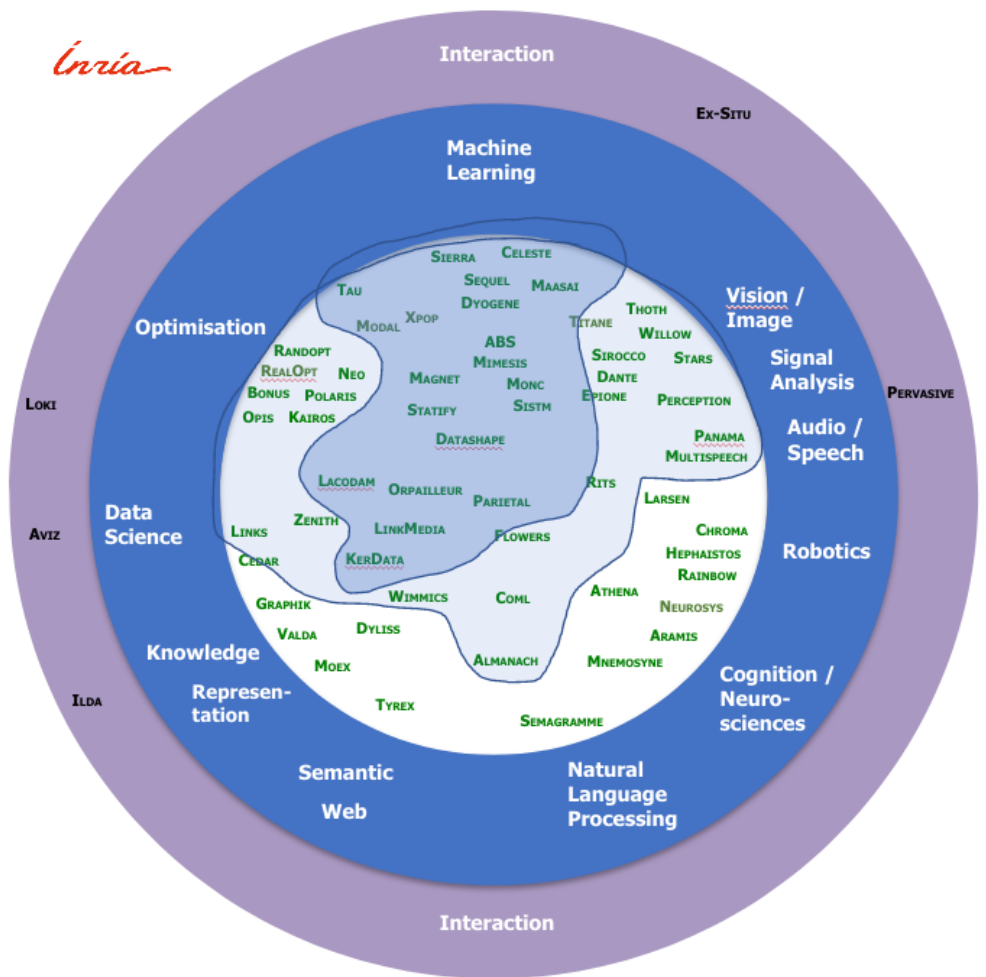 Inria
Interaction
Ex-Situ
Machine
Learning
Sierra
Celeste
Sequel
Maasai
Tau
Dyogene
Thoth
Vision /
Image
Modal
Xpop
Titane
Willow
Optimisation
ABS
Randopt
Mimesis
Sirocco
Stars
Signal
Analysis
RealOpt
Neo
Magnet
Monc
Dante
Bonus
Polaris
Epione
Perception
Pervasive
Loki
Opis
Kairos
Statify
Sistm
Audio /
Speech
Datashape
Panama
Multispeech
Lacodam
Orpailleur
Parietal
Rits
Larsen
Data
Science
Zenith
Links
LinkMedia
Flowers
Chroma
Aviz
Robotics
Cedar
KerData
Hephaistos
Rainbow
Graphik
Wimmics
Coml
Athena
Neurosys
Valda
Dyliss
Aramis
Knowledge
Represen-
tation
Moex
Almanach
Mnemosyne
Cognition /
Neuro-
sciences
Ilda
Tyrex
Semagramme
Semantic
Web
Natural
Language
Processing
Interaction